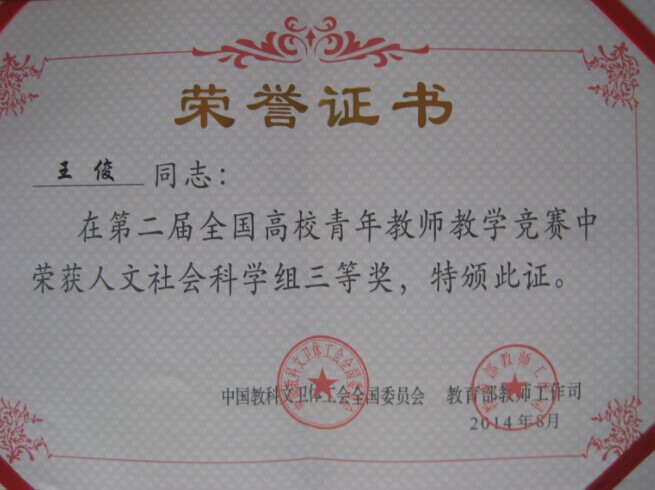 荣誉证书
王俊 同志：
在第二届全国高校青年教师教学竞赛中
荣获人文社会科学组三等奖，特颁此证。
中国教科文卫体工会全国委员会 教育部教师工作司
2014年8月